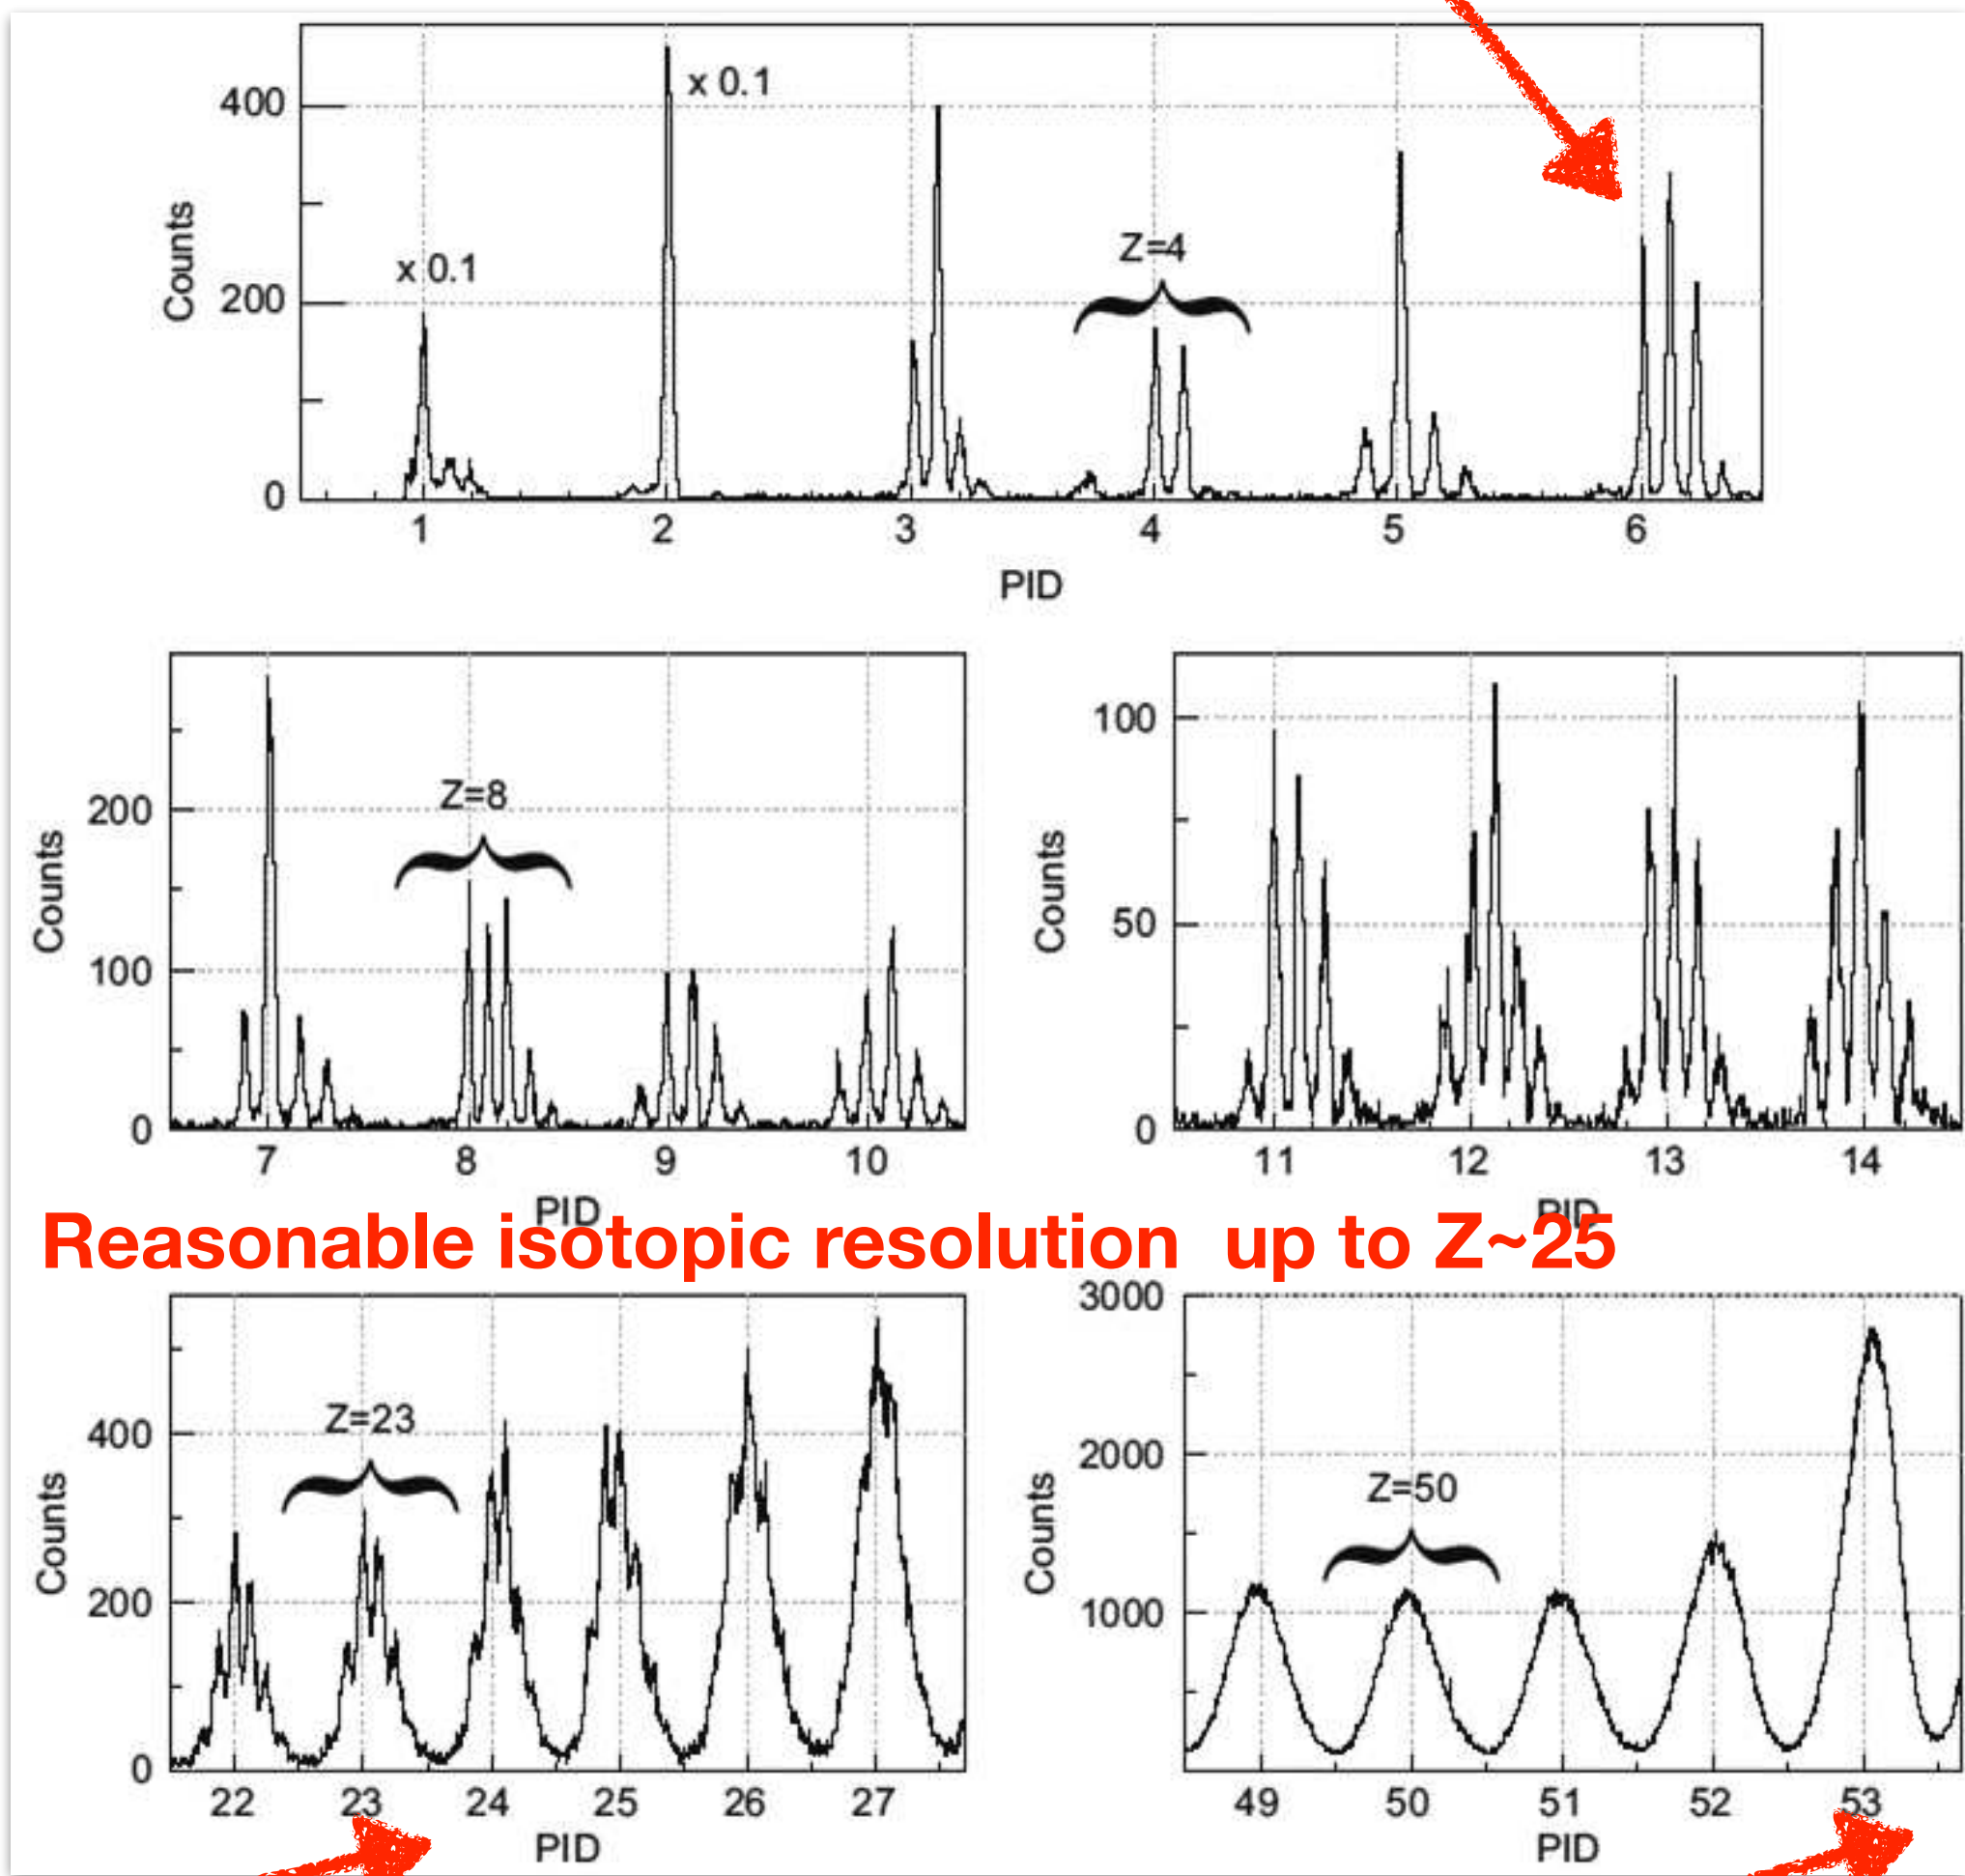 x 0.1
400
x 0.1
Z=4
200
0
Counts
1 2 3 4 5 6
PID
200
Z=8
100
0
Counts
7 8 9 10
PID
100
50
0
Counts
11 12 13 14
PID
Reasonable isotopic resolution up to Z~25
400
Z=23
200
0
Counts
22 23 24 25 26 27
PID
3000
2000
Z=50
1000
Counts
49 50 51 52 53
PID